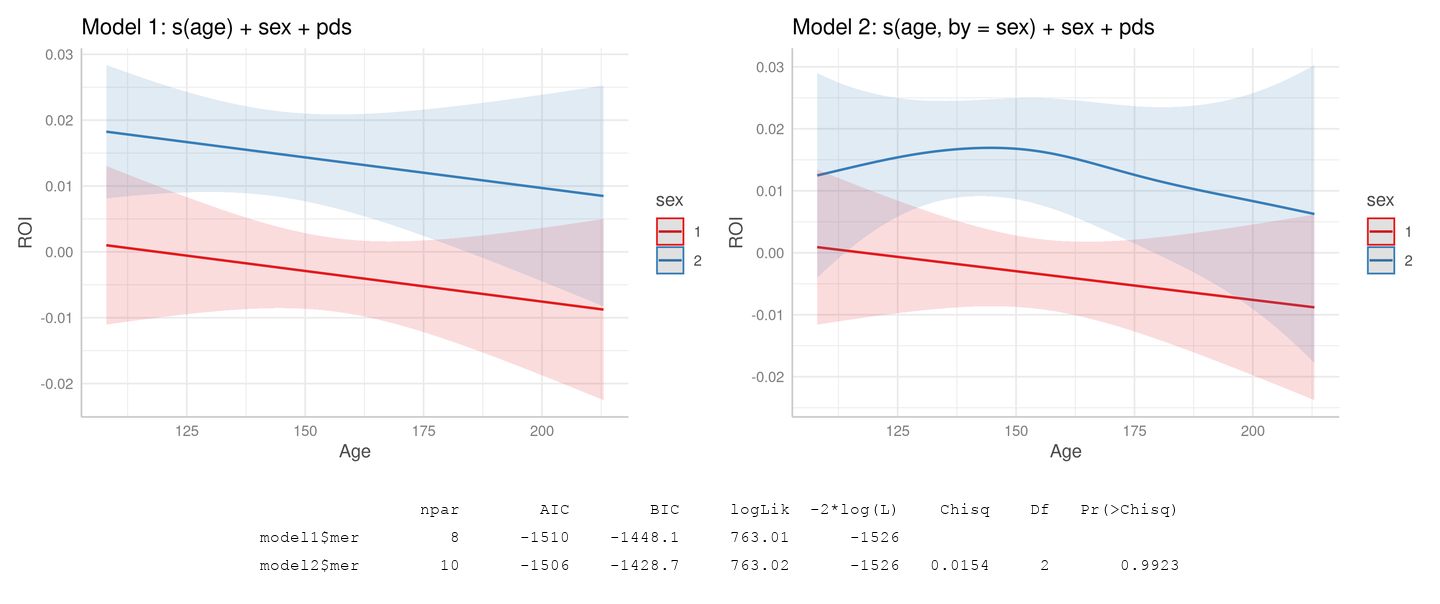 Model 1: s(age) + sex + pds
0.03
0.02
0.01
0.00
-0.01
-0.02
ROI
125 150 175 200
Age
sex
1
2
Model 2: s(age, by = sex) + sex + pds
0.03
0.02
0.01
0.00
-0.01
-0.02
ROI
125 150 175 200
Age
sex
1
2
npar AIC BIC logLik -2*log(L) Chisq Df Pr(>Chisq)
model1$mer 8 -1510 -1448.1 763.01 -1526
model2$mer 10 -1506 -1428.7 763.02 -1526 0.0154 2 0.9923